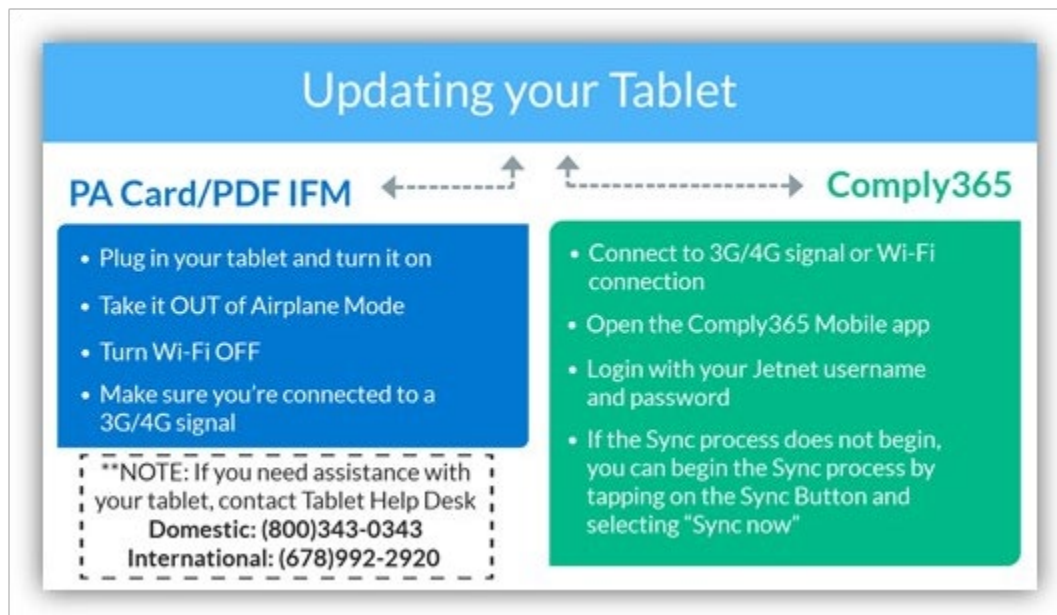 Updating your Tablet
PA Card/PDF IFM
• Plug in your tablet and turn it on
• Take it OUT of Airplane Mode
• Turn Wi-Fi OFF
• Make sure you're connected to a
3G/4G signal
**NOTE: If you need assistance with
your tablet, contact Tablet Help Desk
Domestic: (800)343-0343
International: (678)992-2920
Comply365
• Connect to 3G/4G signal or Wi-Fi
connection
• Open the Comply365 Mobile app
• Login with your Jetnet username
and password
• If the Sync process does not begin,
you can begin the Sync process by
tapping on the Sync Button and
selecting "Sync now"